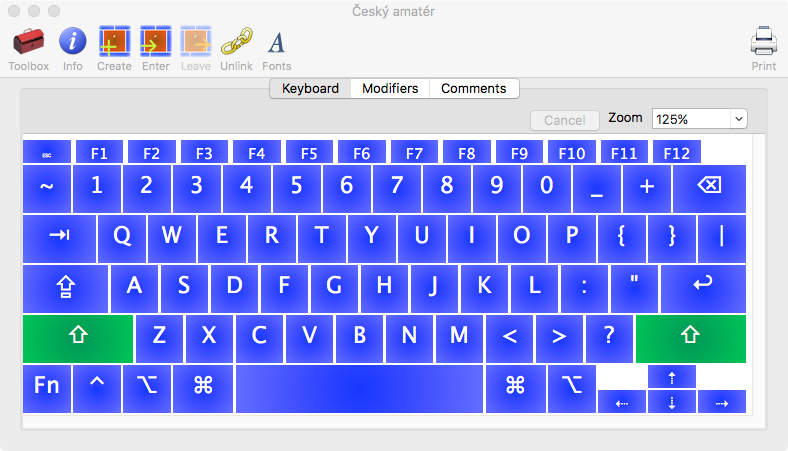 Český amatér
Toolbox Info Create Enter Leave Unlink Fonts Print
Keyboard Modifiers Comments
Cancel Zoom 125%
esc F1 F2 F3 F4 F5 F6 F7 F8 F9 F10 F11 F12
~ 1 2 3 4 5 6 7 8 9 0 _ + ⌫
⇥ Q W E R T Y U I O P { } |
⇪ A S D F G H J K L : " ↩
⇧ Z X C V B N M < > ? ⇧
Fn ^ ⌥ ⌘ ⌘ ⌥ ⇠ ⇡ ⇣ ⇢